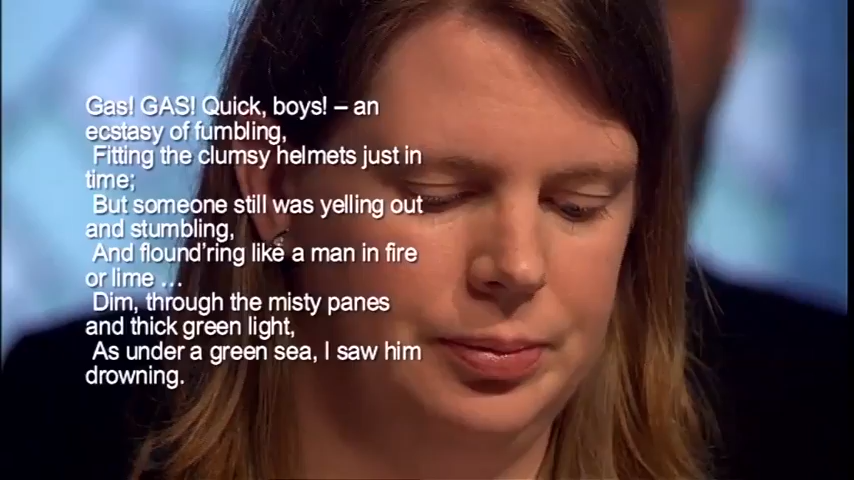 Gas! GAS! Quick, boys! – an
ecstasy of fumbling,
Fitting the clumsy helmets just in
time;
But someone still was yelling out
and stumbling,
And flound’ring like a man in fire
or lime ...
Dim, through the misty panes
and thick green light,
As under a green sea, I saw him
drowning.